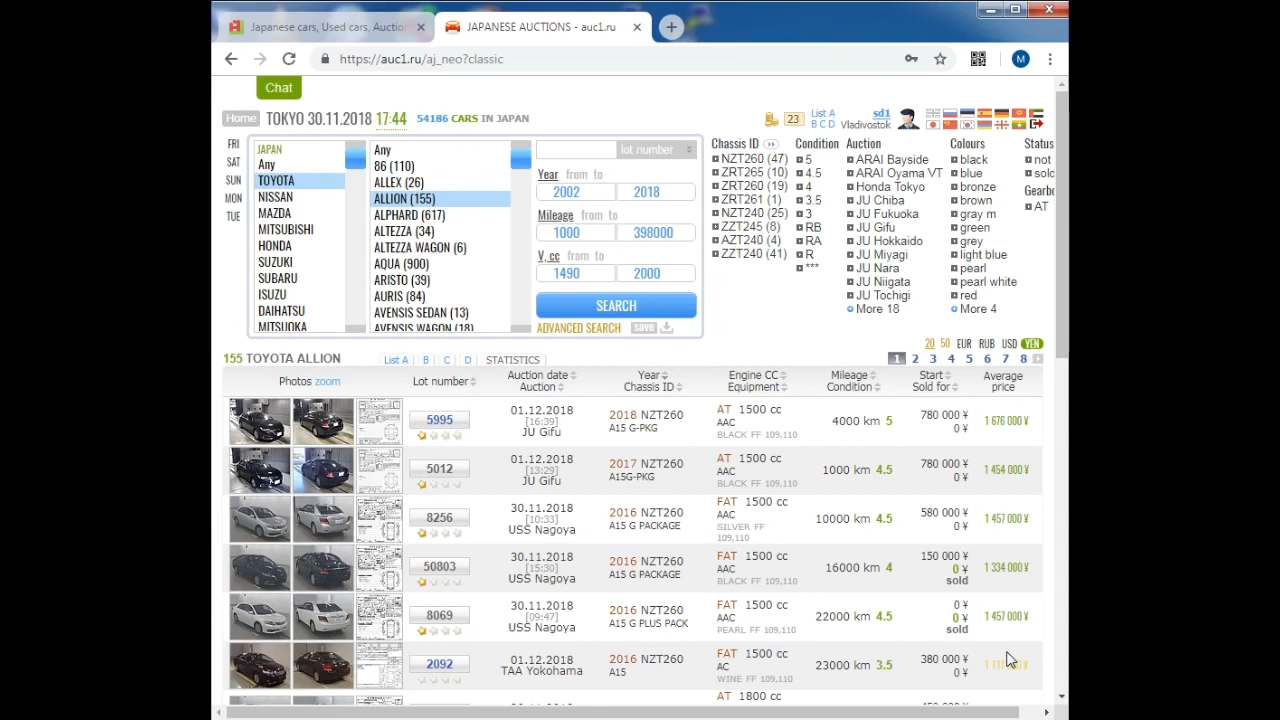 Japanese cars, Used cars, Auction
JAPANESE AUCTIONS - auc1.ru
https://auc1.ru/aj_neo?classic
M
Chat
Home TOKYO 30.11.2018 17:44 54186 CARS IN JAPAN
23 List A B C D sd1 Vladivostok
FRI
SAT
SUN
MON
TUE
JAPAN
Any
TOYOTA
NISSAN
MAZDA
MITSUBISHI
HONDA
SUZUKI
SUBARU
ISUZU
DAIHATSU
MITSUOKA
Any
86 (110)
ALLEX (26)
ALLION (155)
ALPHARD (617)
ALTEZZA (34)
ALTEZZA WAGON (6)
AQUA (900)
ARISTO (39)
AURIS (84)
AVENSIS SEDAN (13)
AVENSIS WAGON (18)
lot number
Year from to
2002 2018
Mileage from to
1000 398000
V, cc from to
1490 2000
SEARCH
ADVANCED SEARCH save
Chassis ID
NZT260 (47)
ZRT265 (10)
ZRT260 (19)
ZRT261 (1)
NZT240 (25)
ZZT245 (8)
AZT240 (4)
ZZT240 (41)
Condition
5
4.5
4
3.5
3
RB
RA
R
***
Auction
ARAI Bayside
ARAI Oyama VT
Honda Tokyo
JU Chiba
JU Fukuoka
JU Gifu
JU Hokkaido
JU Miyagi
JU Nara
JU Niigata
JU Tochigi
More 18
Colours
black
blue
bronze
brown
gray m
green
grey
light blue
pearl
pearl white
red
More 4
Status
not
sold
Gearbo
AT
20 50 EUR RUB USD YEN
155 TOYOTA ALLION List A B C D STATISTICS 1 2 3 4 5 6 7 8
Photos zoom
Lot number
Auction date
Auction
Year
Chassis ID
Engine CC
Equipment
Mileage
Condition
Start
Sold for
Average
price
5995
01.12.2018
[16:39]
JU Gifu
2018 NZT260
A15 G-PKG
AT 1500 cc
AAC
BLACK FF 109,110
4000 km 5
780 000 ¥
0 ¥
1 676 000 ¥
5012
01.12.2018
[13:29]
JU Gifu
2017 NZT260
A15G-PKG
AT 1500 cc
AAC
BLACK FF 109,110
1000 km 4.5
780 000 ¥
0 ¥
1 454 000 ¥
8256
30.11.2018
[10:33]
USS Nagoya
2016 NZT260
A15 G PACKAGE
FAT 1500 cc
AAC
SILVER FF
109,110
10000 km 4.5
580 000 ¥
0 ¥
1 457 000 ¥
50803
30.11.2018
[15:30]
USS Nagoya
2016 NZT260
A15 G PACKAGE
FAT 1500 cc
AAC
BLACK FF 109,110
16000 km 4
150 000 ¥
0 ¥
sold
1 334 000 ¥
8069
30.11.2018
[09:47]
USS Nagoya
2016 NZT260
A15 G PLUS PACK
FAT 1500 cc
AAC
PEARL FF 109,110
22000 km 4.5
0 ¥
0 ¥
sold
1 457 000 ¥
2092
01.12.2018
TAA Yokohama
2016 NZT260
A15
FAT 1500 cc
AC
WINE FF 109,110
23000 km 3.5
380 000 ¥
0 ¥
AT 1800 cc